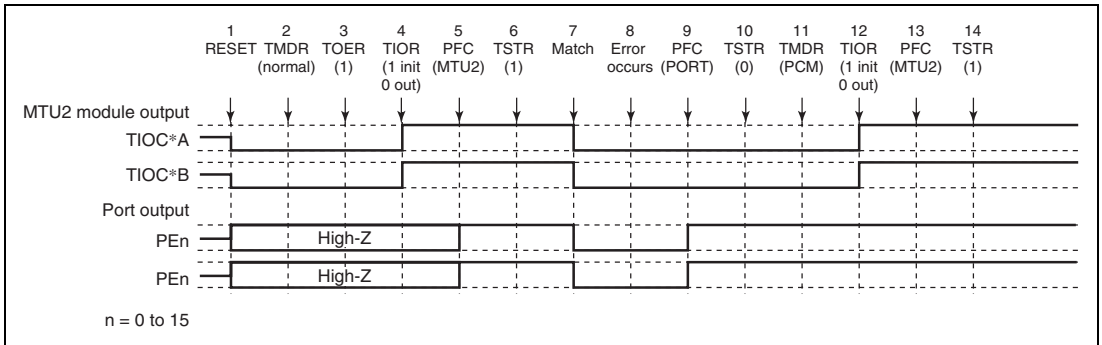 1 2 3 4 5 6 7 8 9 10 11 12 13 14
RESET TMDR TOER TIOR PFC TSTR Match Error PFC TSTR TMDR TIOR PFC TSTR
(normal) (1) (1 init (MTU2) (1) occurs (PORT) (0) (PCM) (1 init (MTU2) (1)
0 out) 0 out)
MTU2 module output
TIOC*A
TIOC*B
Port output
PEn High-Z
PEn High-Z
n = 0 to 15